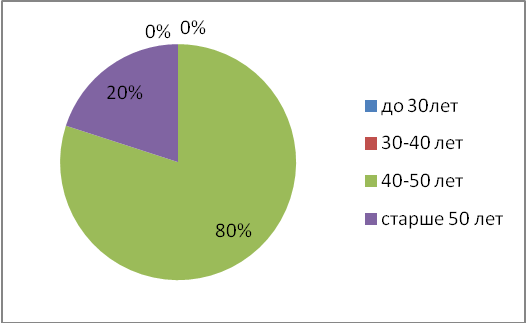 0% 0%
20%
80%
до 30лет
30-40 лет
40-50 лет
старше 50 лет